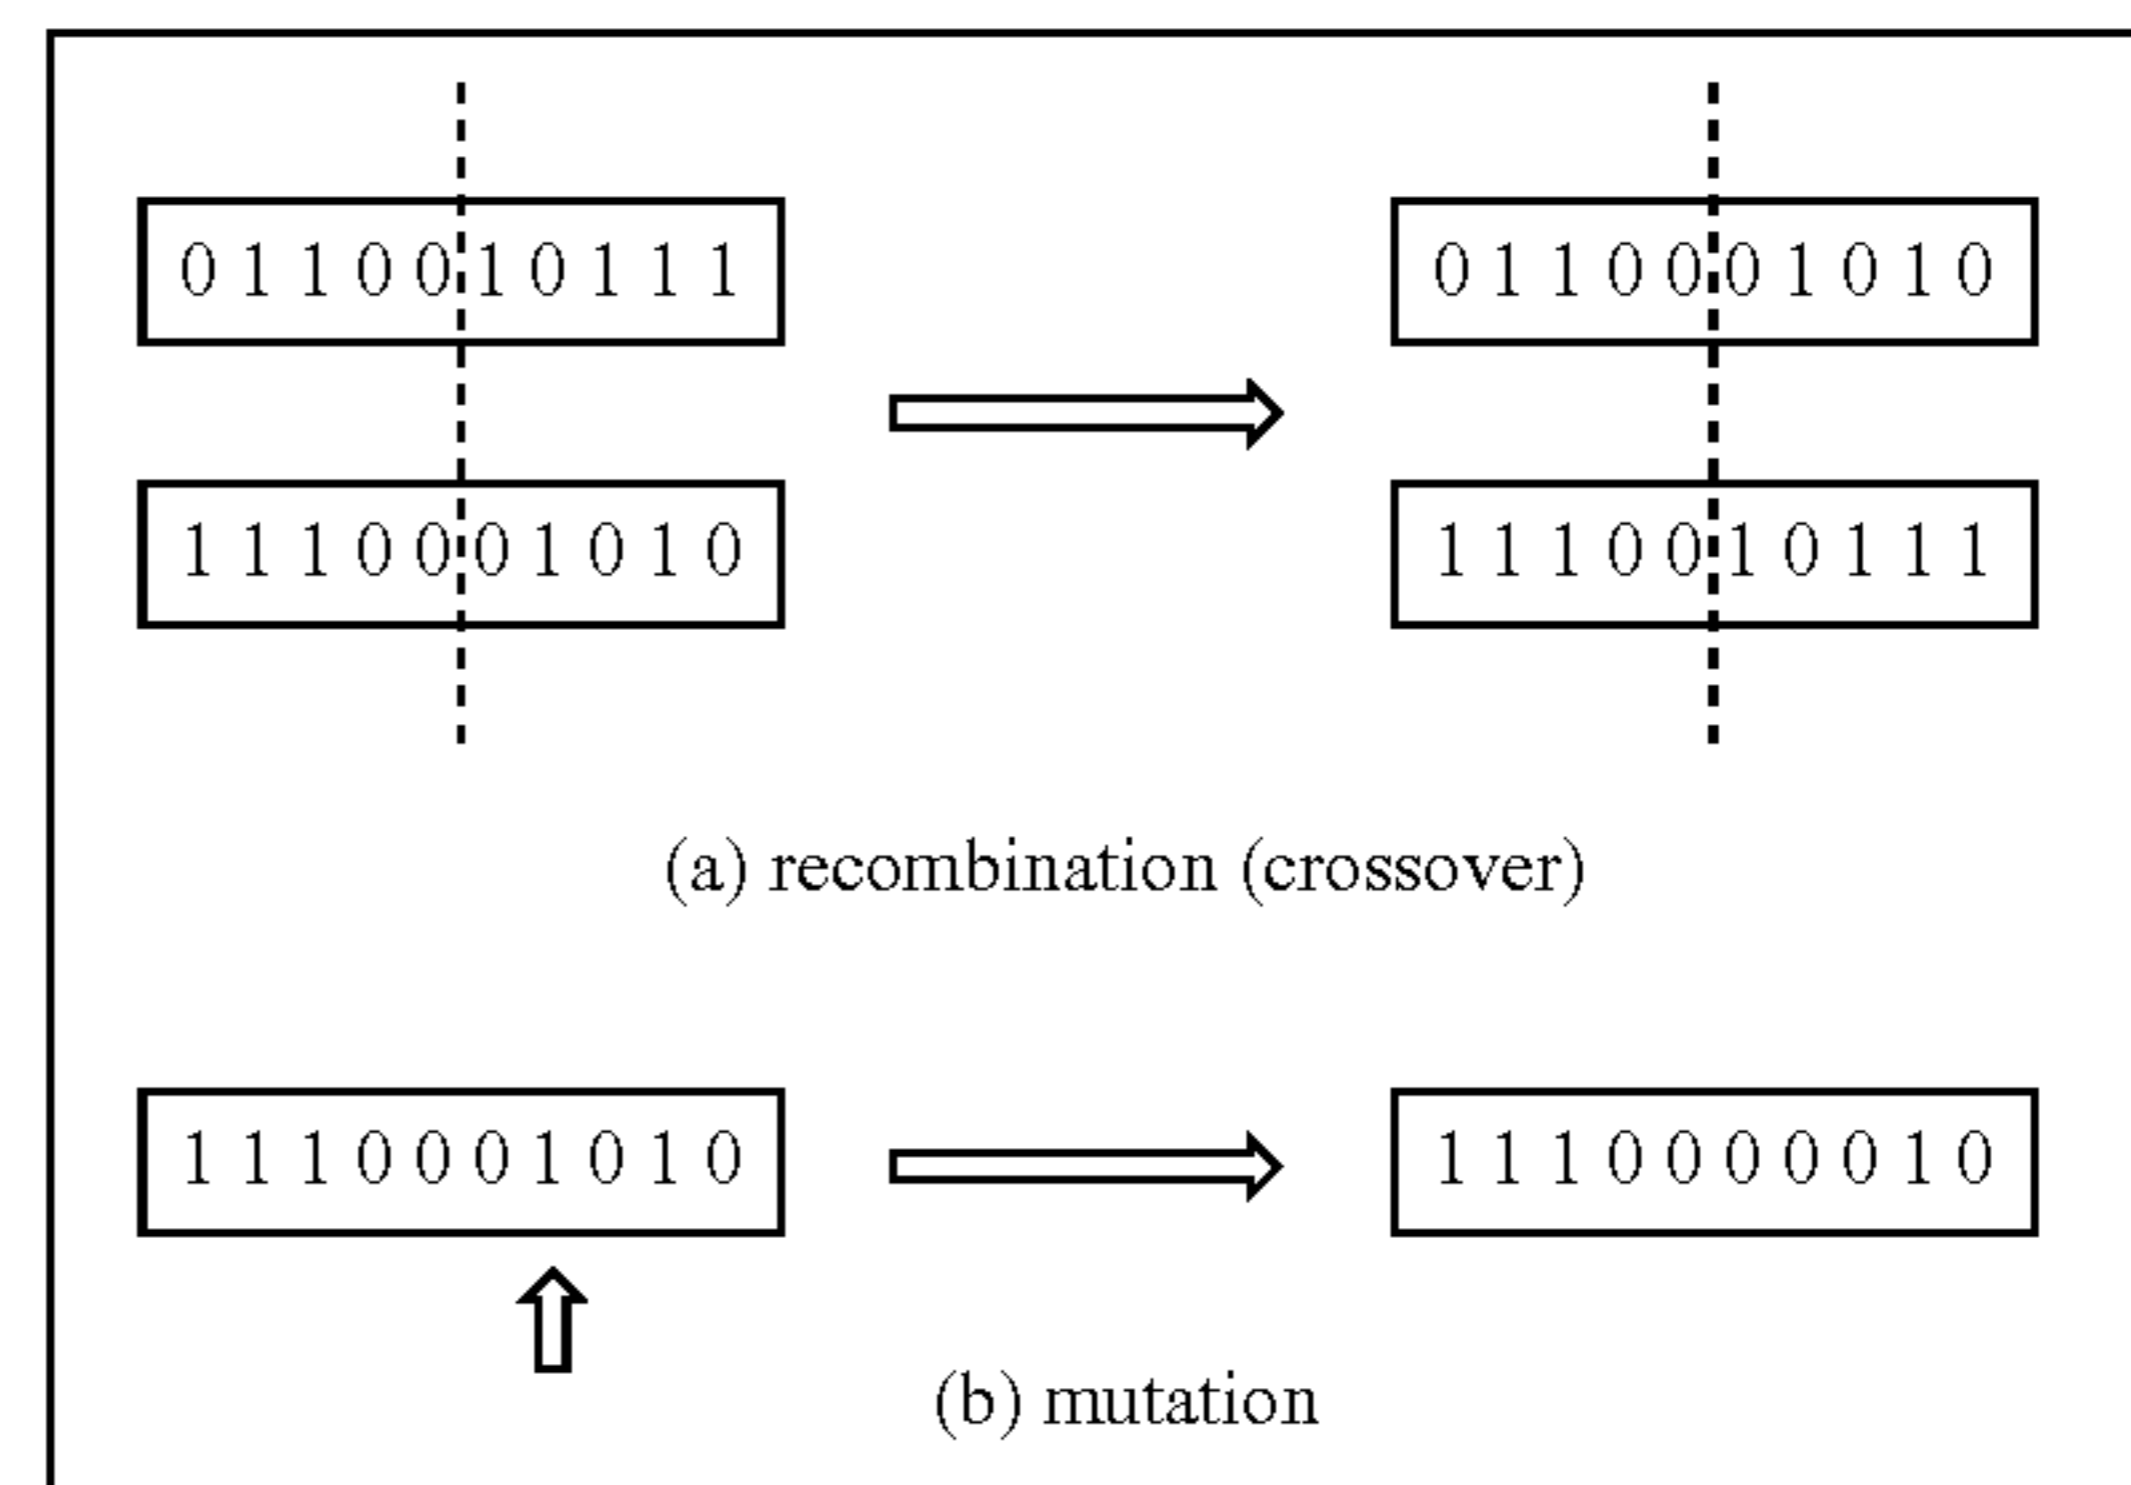 0 1 1 0 0 1 0 1 1 1
0 1 1 0 0 0 1 0 1 0
1 1 1 0 0 0 1 0 1 0
1 1 1 0 0 1 0 1 1 1
(a) recombination (crossover)
1 1 1 0 0 0 1 0 1 0
1 1 1 0 0 0 0 0 1 0
(b) mutation